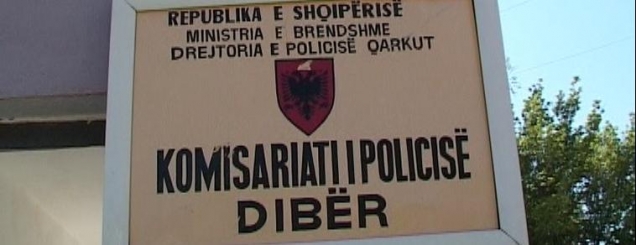 REPUBLIKA E SHQIPËRISË
MINISTRIA E BRENDSHME
DREJTORIA E POLICISË QARKUT
KOMISARIATI I POLICISË
DIBËR